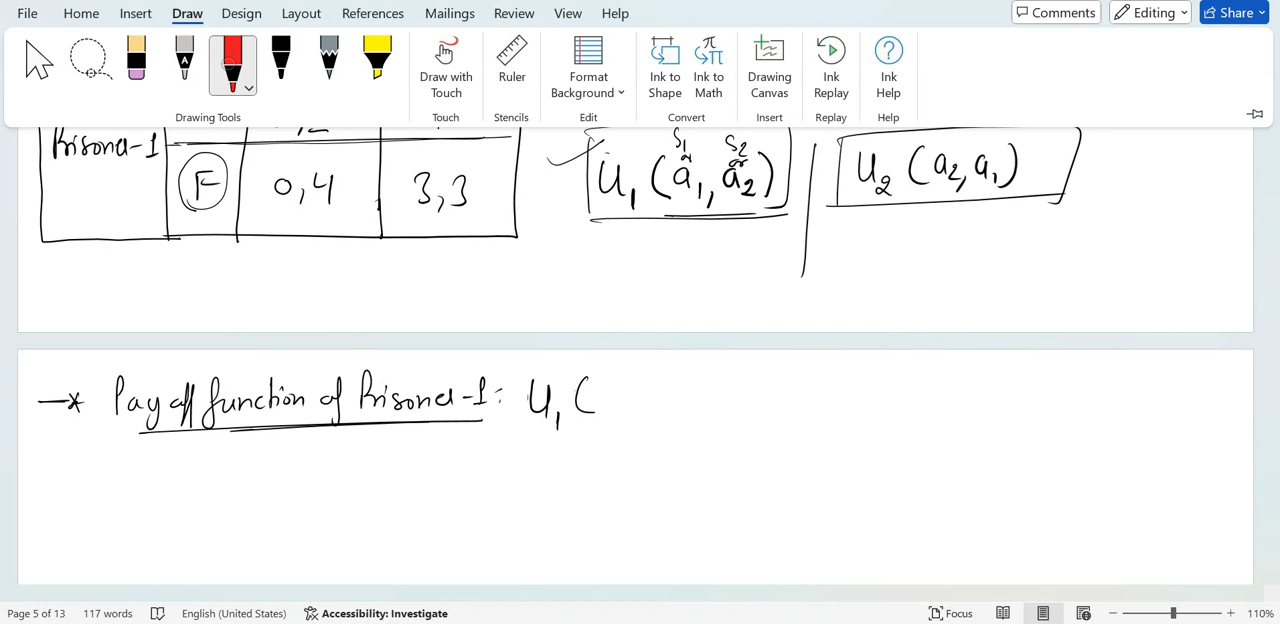 File Home Insert Draw Design Layout References Mailings Review View Help Comments Editing Share
A
Draw with Touch Ruler Format Background Ink to Shape Ink to Math Drawing Canvas Ink Replay Ink Help
Drawing Tools Touch Stencils Edit Convert Insert Replay Help
Prisoner-1 F 0,4 3,3
S1 S2
U1 (a1, a2) U2 (a2, a1)
→* Pay off function of Prisoner-1: U1 (
Page 5 of 13 117 words English (United States) Accessibility: Investigate Focus 110%